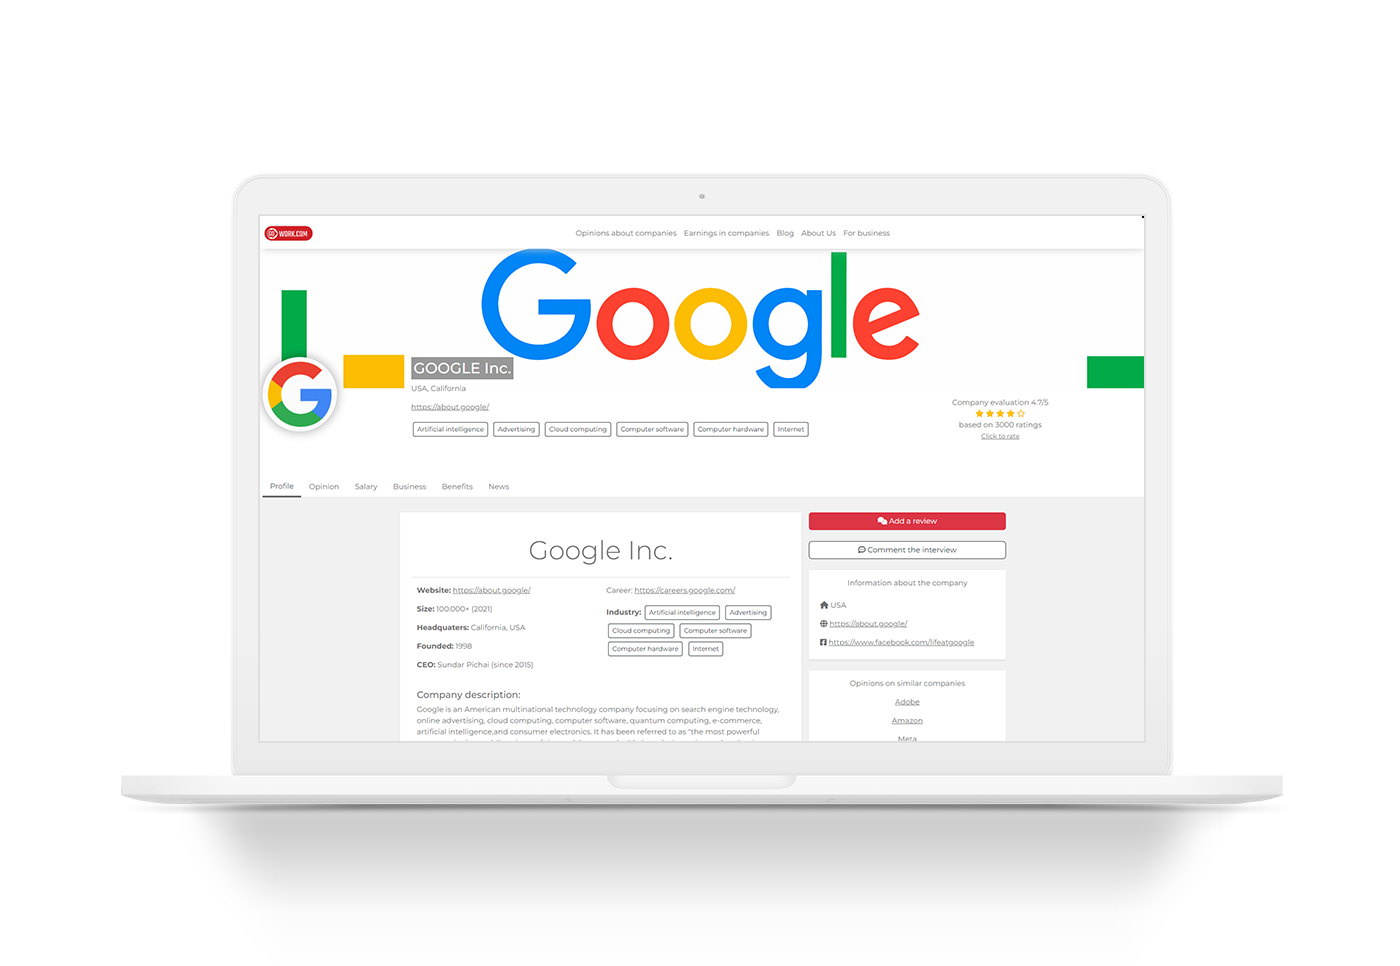 GO WORK.COM
Opinions about companies Earnings in companies Blog About Us For business
Google
G
GOOGLE Inc.
USA, California
https://about.google/
Artificial intelligence Advertising Cloud computing Computer software Computer hardware Internet
Company evaluation 4.7/5
based on 3000 ratings
Click to rate
Profile Opinion Salary Business Benefits News
Google Inc.
Website: https://about.google/
Size: 100.000+ (2021)
Headquaters: California, USA
Founded: 1998
CEO: Sundar Pichai (since 2015)
Career: https://careers.google.com/
Industry: Artificial intelligence Advertising
Cloud computing Computer software
Computer hardware Internet
Company description:
Google is an American multinational technology company focusing on search engine technology,
online advertising, cloud computing, computer software, quantum computing, e-commerce,
artificial intelligence,and consumer electronics. It has been referred to as "the most powerful
Add a review
Comment the interview
Information about the company
USA
https://about.google/
https://www.facebook.com/lifeatgoogle
Opinions on similar companies
Adobe
Amazon
Meta